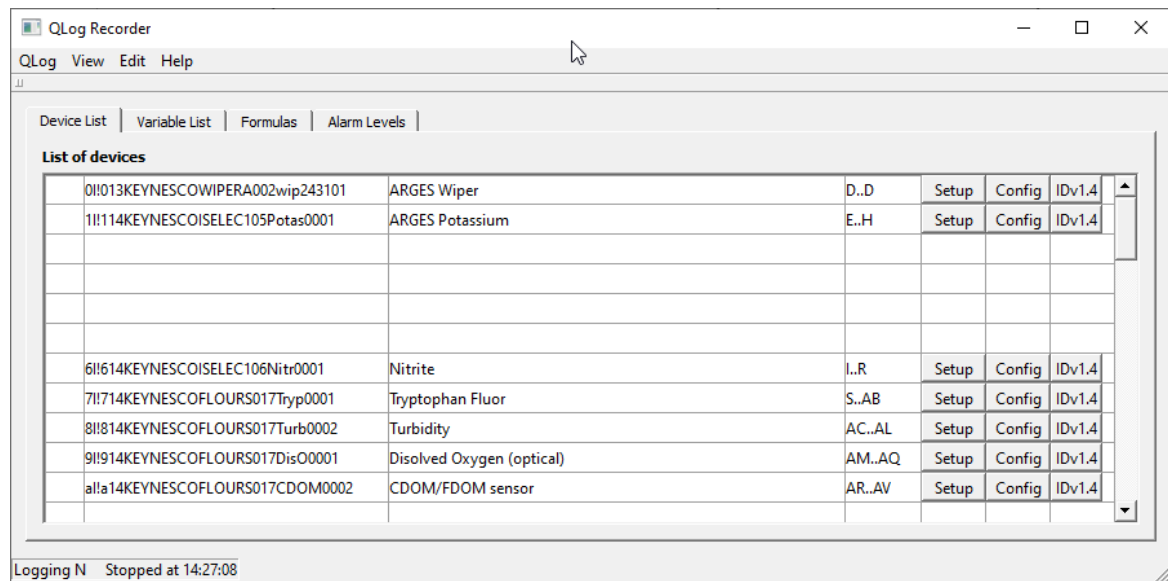 QLog Recorder
QLog View Edit Help
Device List Variable List Formulas Alarm Levels
List of devices
0I!013KEYNESCOWIPERA002wip243101 ARGES Wiper D..D Setup Config IDv1.4
1I!114KEYNESCOISELEC105Potas0001 ARGES Potassium E..H Setup Config IDv1.4
6I!614KEYNESCOISELEC106Nitr0001 Nitrite I..R Setup Config IDv1.4
7I!714KEYNESCOFLOURS017Tryp0001 Tryptophan Fluor S..AB Setup Config IDv1.4
8I!814KEYNESCOFLOURS017Turb0002 Turbidity AC..AL Setup Config IDv1.4
9I!914KEYNESCOFLOURS017DisO0001 Disolved Oxygen (optical) AM..AQ Setup Config IDv1.4
aI!a14KEYNESCOFLOURS017CDOM0002 CDOM/FDOM sensor AR..AV Setup Config IDv1.4
Logging N Stopped at 14:27:08